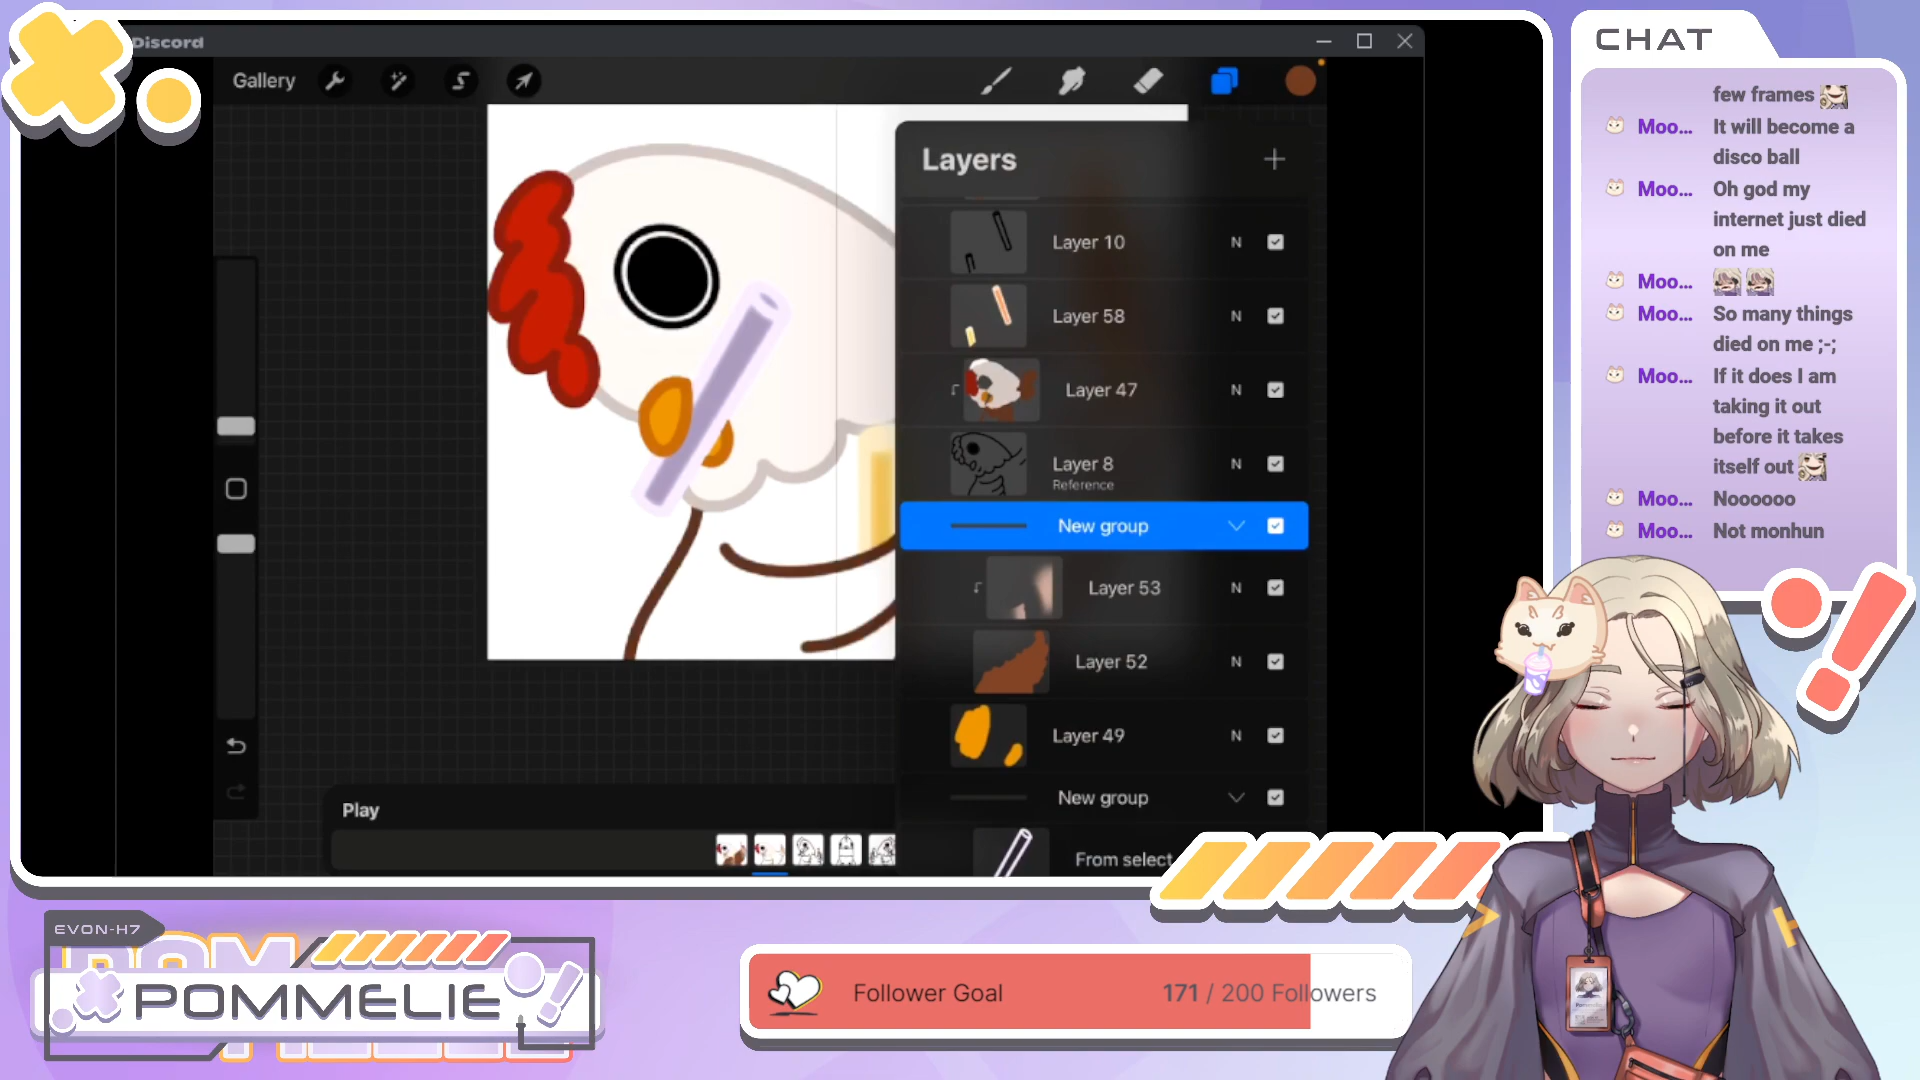 Discord
Gallery
Layers
Layer 10
N
Layer 58
N
Layer 47
N
Layer 8
Reference
N
New group
Layer 53
N
Layer 52
N
Layer 49
N
New group
From select
Play
CHAT
few frames
Moo... It will become a
disco ball
Moo... Oh god my
internet just died
on me
Moo...
Moo... So many things
died on me ;-;
Moo... If it does I am
taking it out
before it takes
itself out
Moo... Noooooo
Moo... Not monhun
EVON-H7
POMMELIE
Follower Goal
171 / 200 Followers